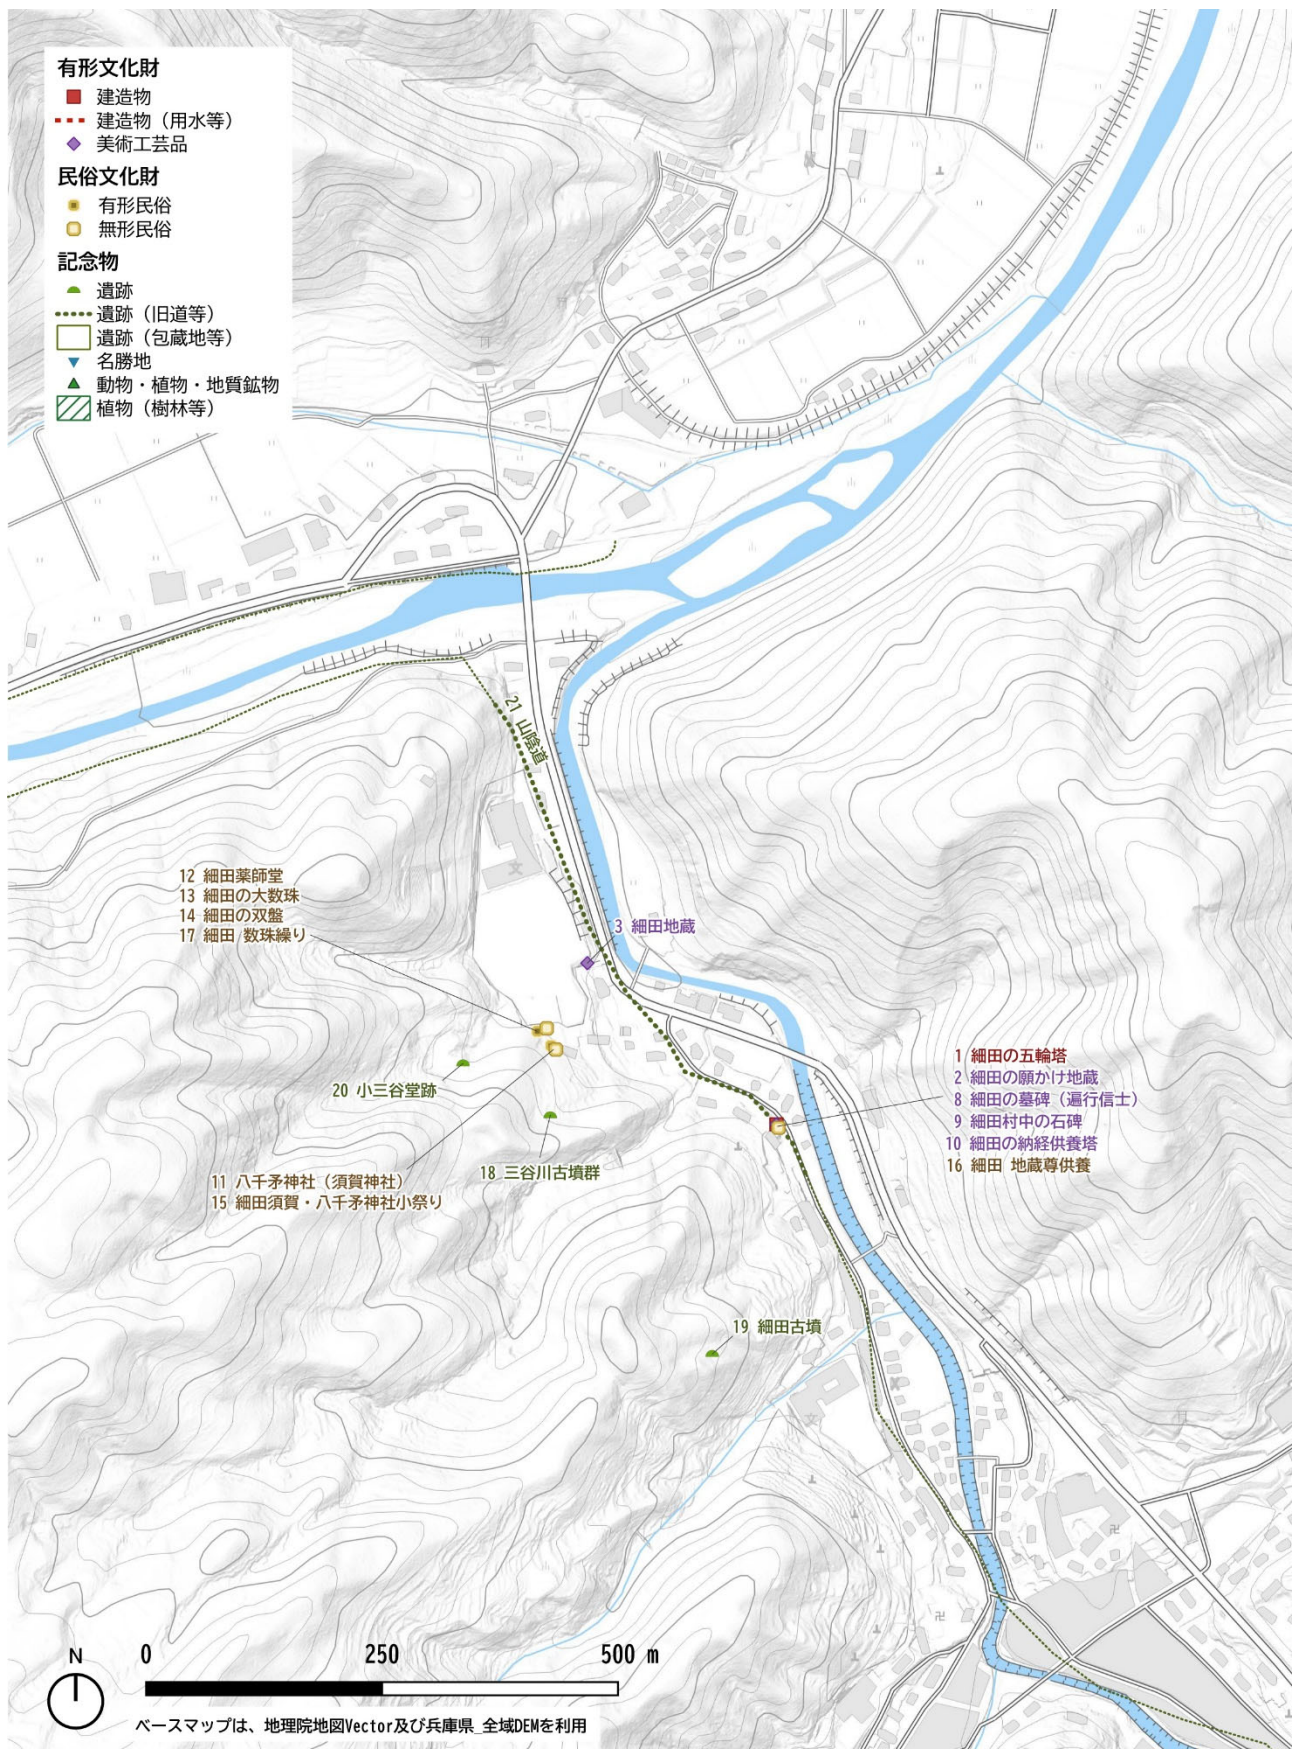 有形文化財
建造物
建造物（用水等）
美術工芸品
民俗文化財
有形民俗
無形民俗
記念物
遺跡
遺跡（旧道等）
遺跡（包蔵地等）
名勝地
動物・植物・地質鉱物
植物（樹林等）
21 山陰道
12 細田薬師堂
13 細田の大数珠
14 細田の双盤
17 細田 数珠繰り
3 細田地蔵
1 細田の五輪塔
2 細田の願かけ地蔵
8 細田の墓碑（遍行信士）
9 細田村中の石碑
10 細田の納経供養塔
16 細田 地蔵尊供養
20 小三谷堂跡
18 三谷川古墳群
11 八千矛神社（須賀神社）
15 細田須賀・八千矛神社小祭り
19 細田古墳
N
0 250 500 m
ベースマップは、地理院地図Vector及び兵庫県_全域DEMを利用